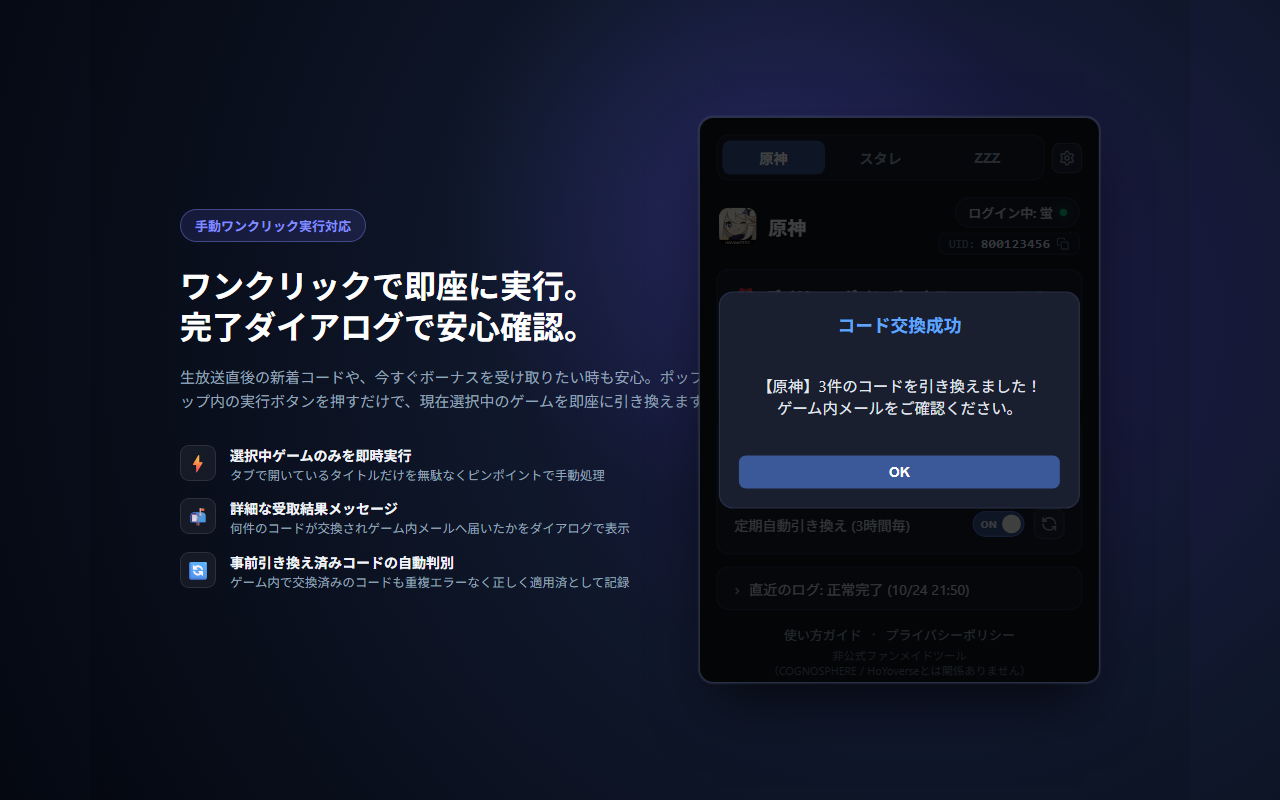 手動ワンクリック実行対応
ワンクリックで即座に実行。
完了ダイアログで安心確認。
生放送直後の新着コードや、今すぐボーナスを受け取りたい時も安心。ポップ
ップ内の実行ボタンを押すだけで、現在選択中のゲームを即座に引き換えます
選択中ゲームのみを即時実行
タブで開いているタイトルだけを無駄なくピンポイントで手動処理
詳細な受取結果メッセージ
何件のコードが交換されゲーム内メールへ届いたかをダイアログで表示
事前引き換え済みコードの自動判別
ゲーム内で交換済みのコードも重複エラーなく正しく適用済として記録
原神
スタレ
ZZZ
原神
ログイン中: 蛍
UID: 800123456
コード交換成功
【原神】3件のコードを引き換えました！
ゲーム内メールをご確認ください。
OK
定期自動引き換え (3時間毎)
ON
› 直近のログ: 正常完了 (10/24 21:50)
使い方ガイド ・ プライバシーポリシー
非公式ファンメイドツール
（COGNOSPHERE / HoYoverseとは関係ありません）